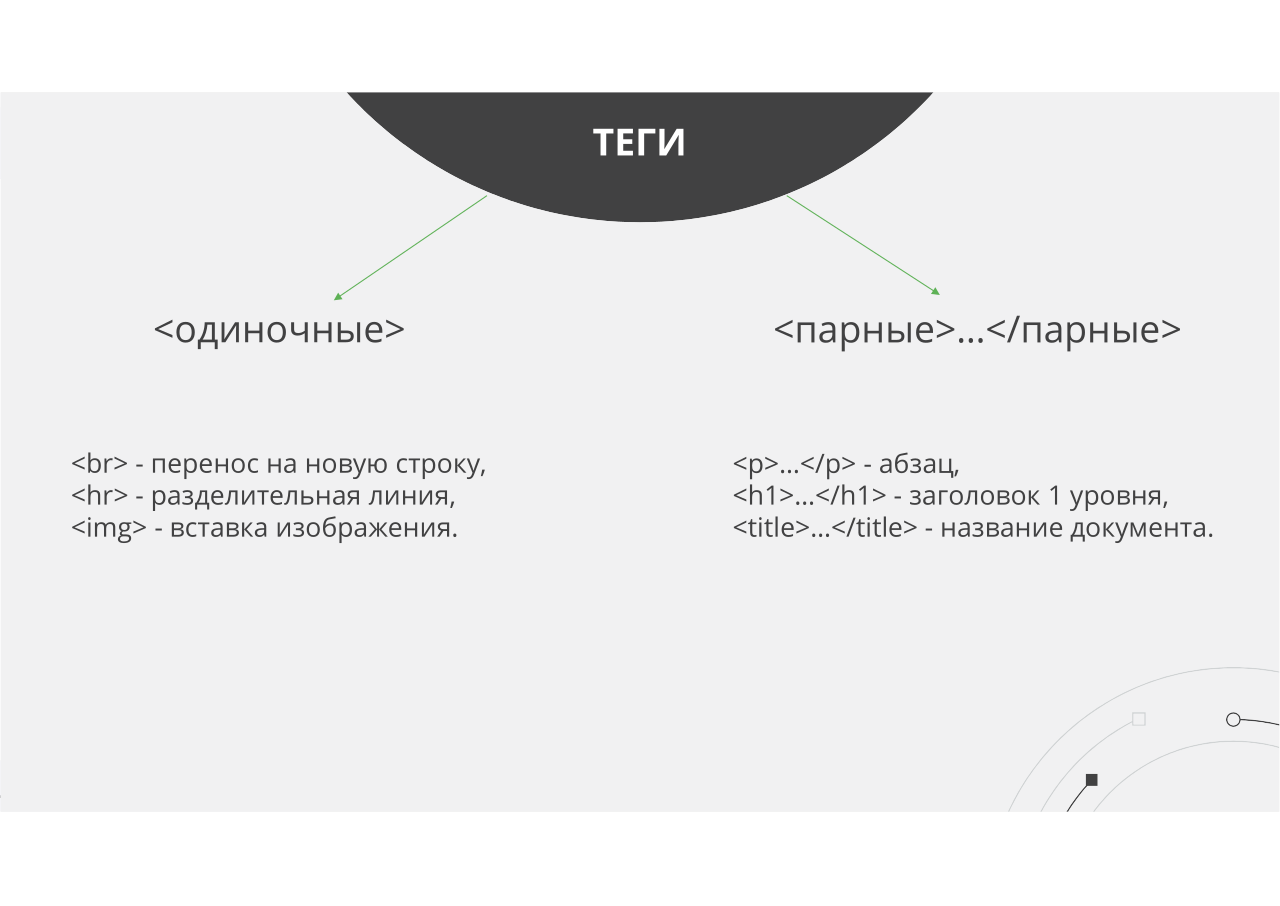 ТЕГИ
<одиночные>
<br> - перенос на новую строку,
<hr> - разделительная линия,
<img> - вставка изображения.
<парные>...</парные>
<p>...</p> - абзац,
<h1>...</h1> - заголовок 1 уровня,
<title>...</title> - название документа.